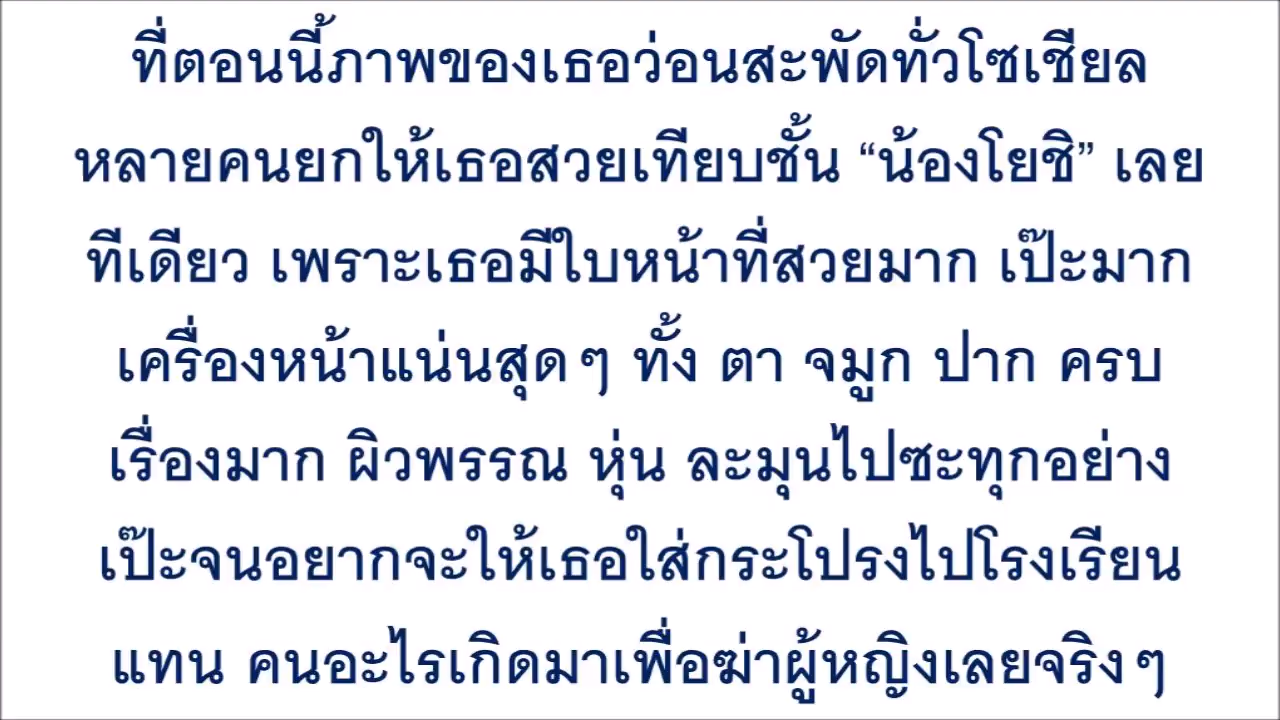 ที่ตอนนี้ภาพของเธอว่อนสะพัดทั่วโซเชียล
หลายคนยกให้เธอสวยเทียบชั้น “น้องโยชิ” เลย
ทีเดียว เพราะเธอมีใบหน้าที่สวยมาก เป๊ะมาก
เครื่องหน้าแน่นสุดๆ ทั้ง ตา จมูก ปาก ครบ
เรื่องมาก ผิวพรรณ หุ่น ละมุนไปซะทุกอย่าง
เป๊ะจนอยากจะให้เธอใส่กระโปรงไปโรงเรียน
แทน คนอะไรเกิดมาเพื่อฆ่าผู้หญิงเลยจริงๆ